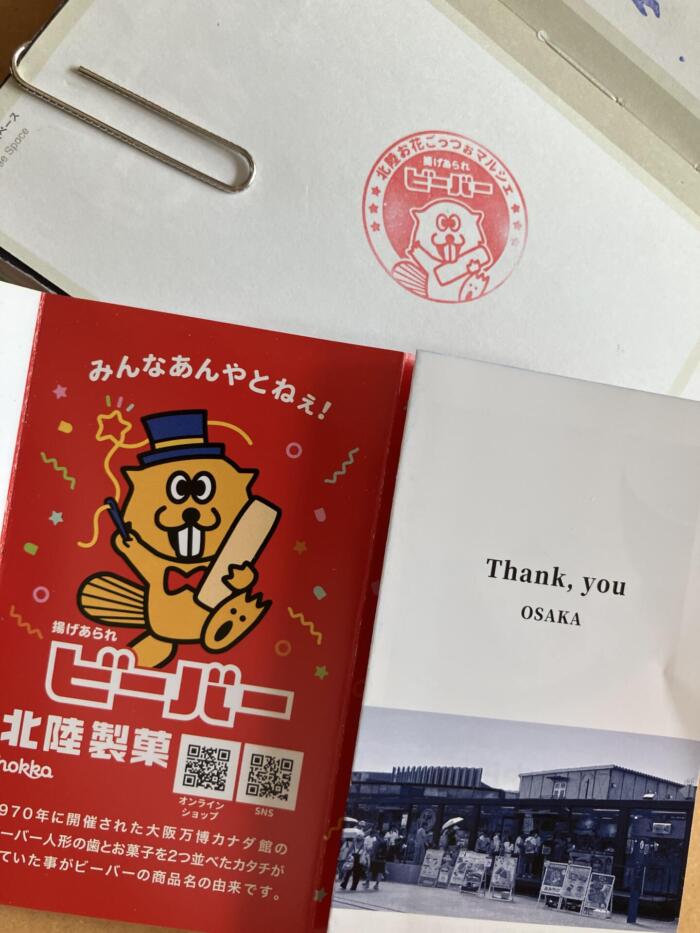 ース
se Space
北陸お花ごっつぉマルシェ
揚げあられ
ビーバー
みんなあんやとねぇ!
揚げあられ
ビーバー
北陸製菓
hokka
オンライン
ショップ
SNS
970年に開催された大阪万博カナダ館の
ーバー人形の歯とお菓子を2つ並べたカタチが
ていた事がビーバーの商品名の由来です。
Thank, you
OSAKA